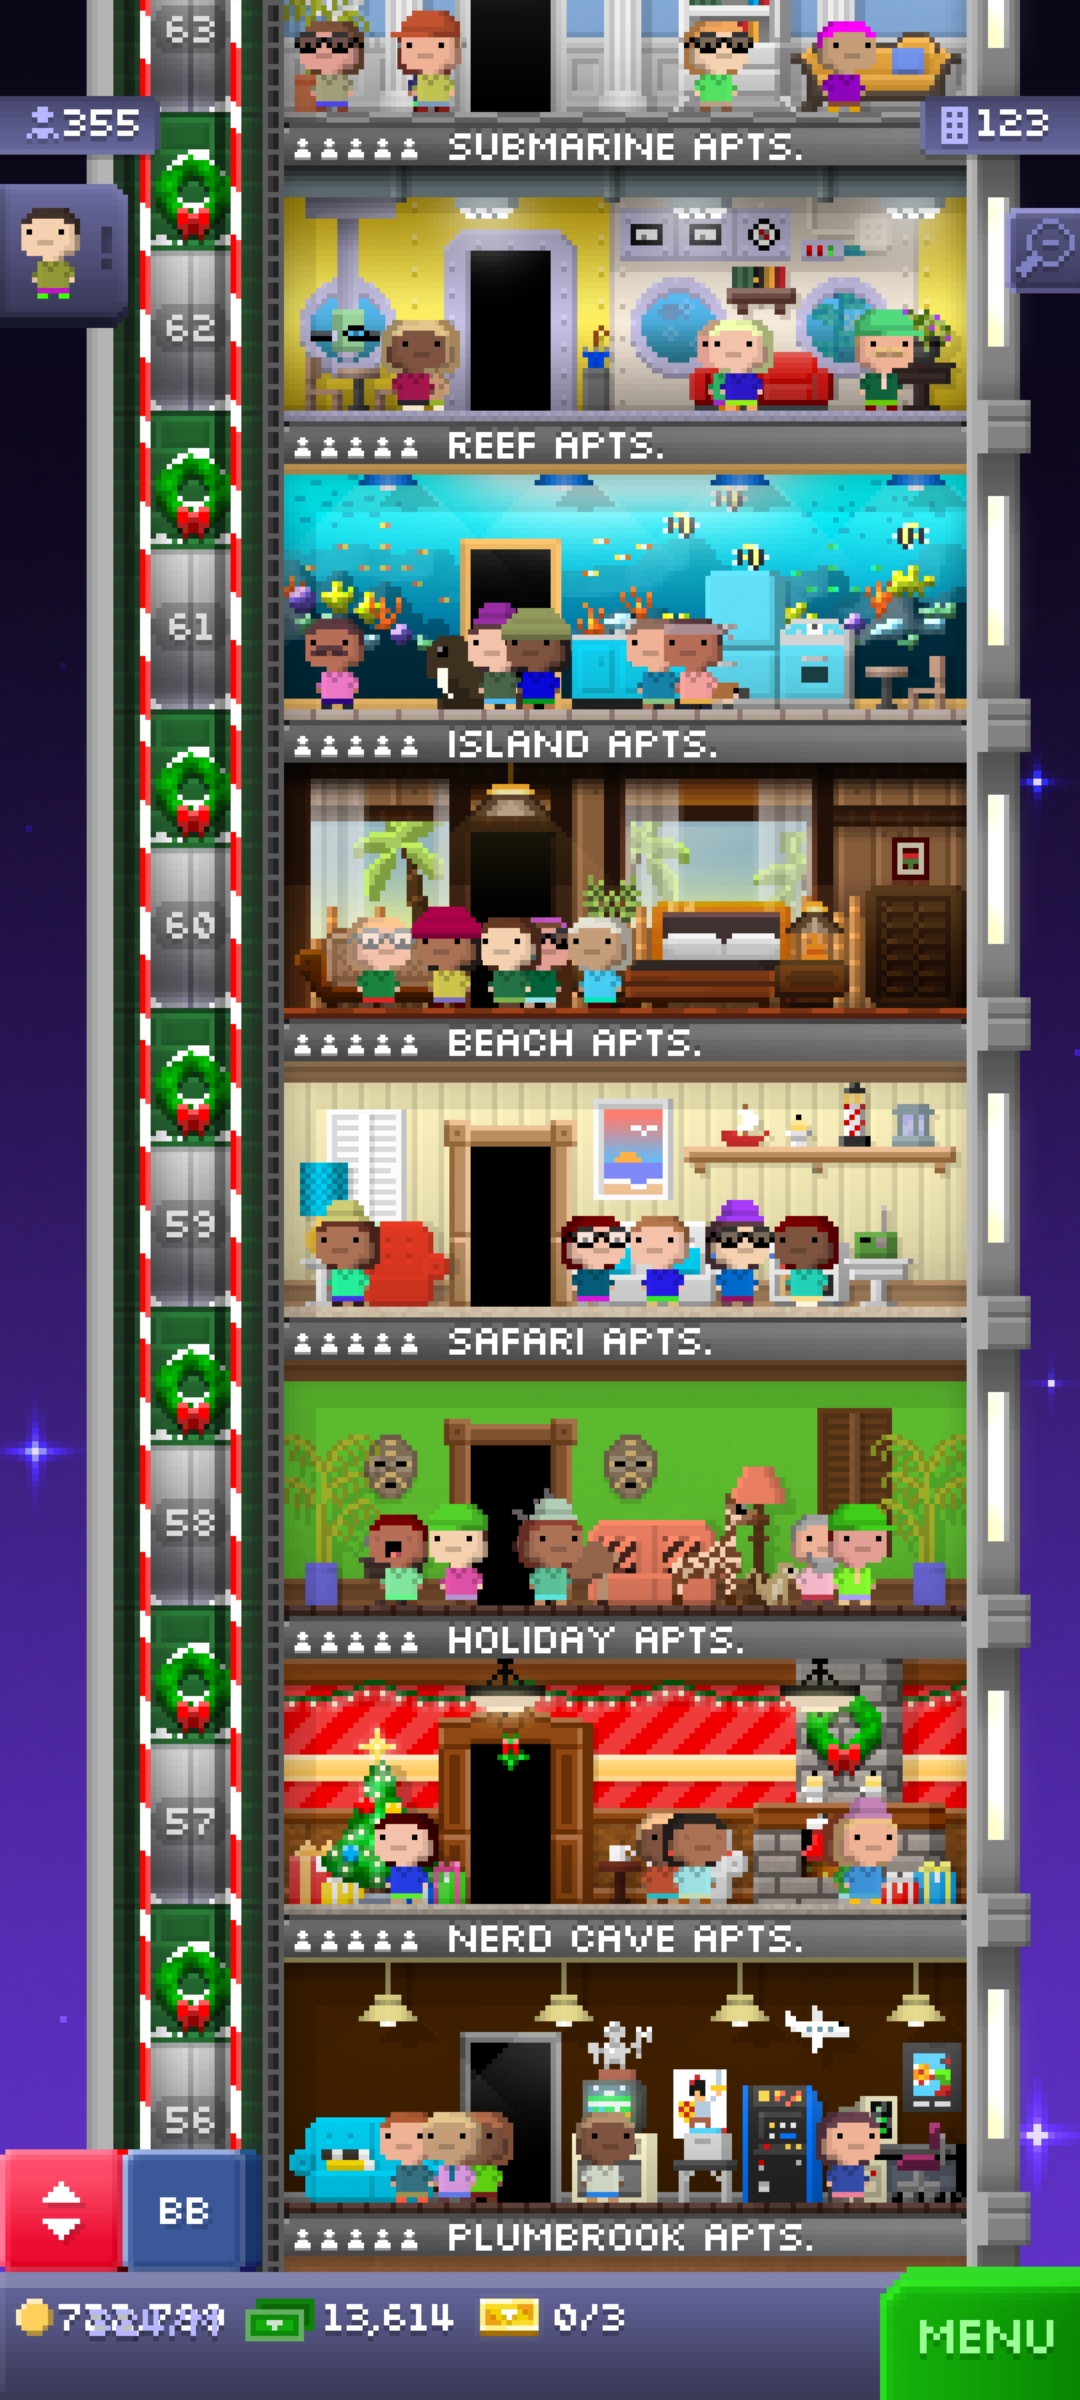 63
355
123
SUBMARINE APTS.
!
62
REEF APTS.
61
ISLAND APTS.
60
BEACH APTS.
59
SAFARI APTS.
58
HOLIDAY APTS.
57
NERD CAVE APTS.
56
BB
PLUMBROOK APTS.
13,614
0/3
MENU